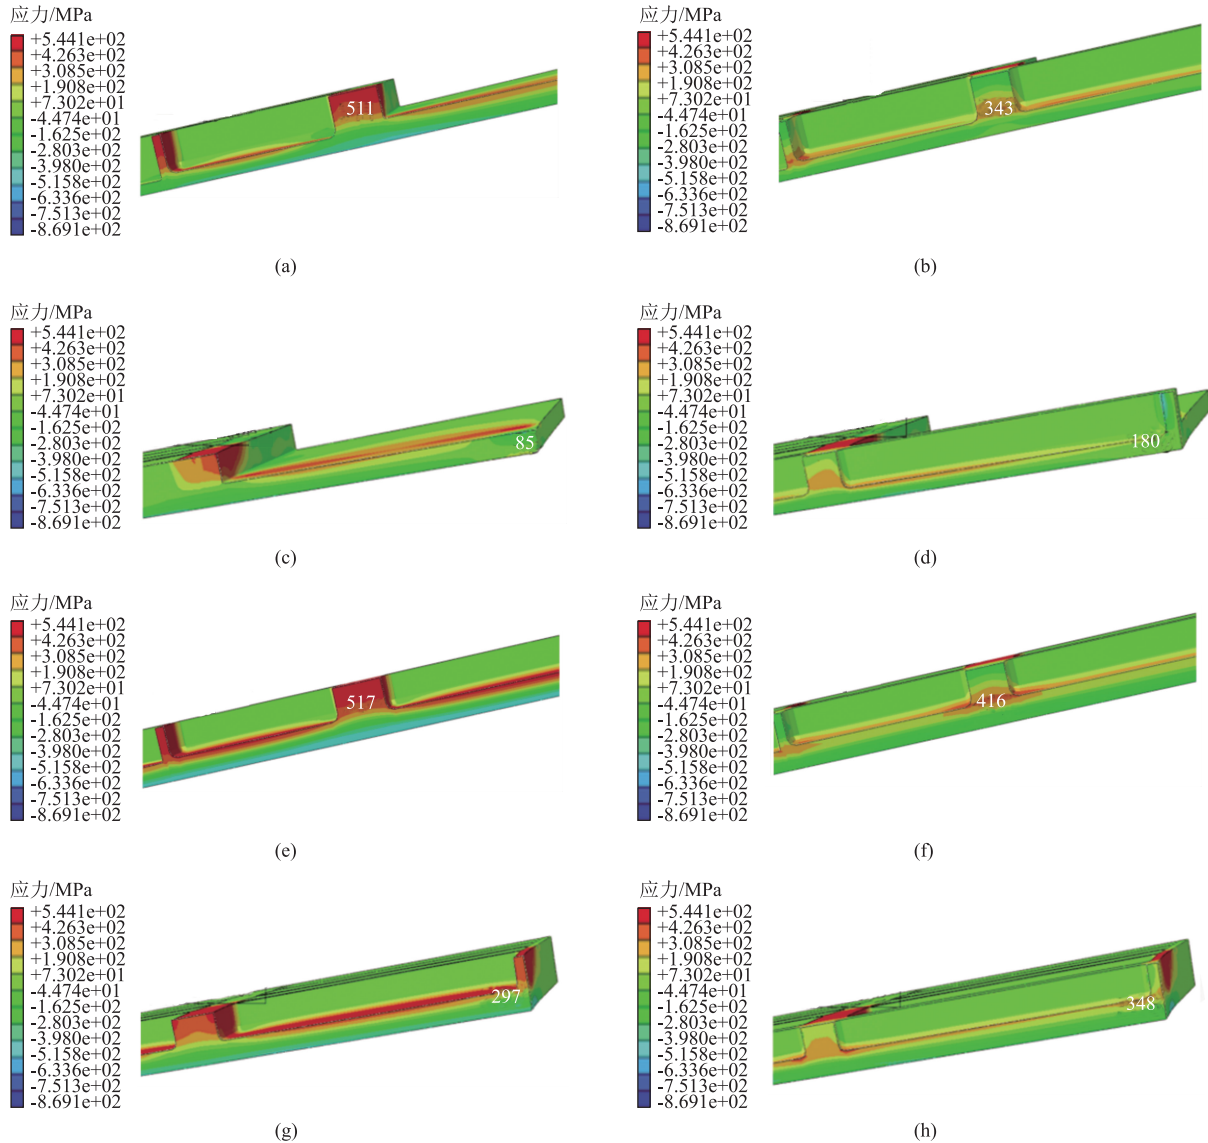 应力/MPa
+5.441e+02
+4.263e+02
+3.085e+02
+1.908e+02
+7.302e+01
-4.474e+01
-1.625e+02
-2.803e+02
-3.980e+02
-5.158e+02
-6.336e+02
-7.513e+02
-8.691e+02
511
(a)
应力/MPa
+5.441e+02
+4.263e+02
+3.085e+02
+1.908e+02
+7.302e+01
-4.474e+01
-1.625e+02
-2.803e+02
-3.980e+02
-5.158e+02
-6.336e+02
-7.513e+02
-8.691e+02
343
(b)
应力/MPa
+5.441e+02
+4.263e+02
+3.085e+02
+1.908e+02
+7.302e+01
-4.474e+01
-1.625e+02
-2.803e+02
-3.980e+02
-5.158e+02
-6.336e+02
-7.513e+02
-8.691e+02
85
(c)
应力/MPa
+5.441e+02
+4.263e+02
+3.085e+02
+1.908e+02
+7.302e+01
-4.474e+01
-1.625e+02
-2.803e+02
-3.980e+02
-5.158e+02
-6.336e+02
-7.513e+02
-8.691e+02
180
(d)
应力/MPa
+5.441e+02
+4.263e+02
+3.085e+02
+1.908e+02
+7.302e+01
-4.474e+01
-1.625e+02
-2.803e+02
-3.980e+02
-5.158e+02
-6.336e+02
-7.513e+02
-8.691e+02
517
(e)
应力/MPa
+5.441e+02
+4.263e+02
+3.085e+02
+1.908e+02
+7.302e+01
-4.474e+01
-1.625e+02
-2.803e+02
-3.980e+02
-5.158e+02
-6.336e+02
-7.513e+02
-8.691e+02
416
(f)
应力/MPa
+5.441e+02
+4.263e+02
+3.085e+02
+1.908e+02
+7.302e+01
-4.474e+01
-1.625e+02
-2.803e+02
-3.980e+02
-5.158e+02
-6.336e+02
-7.513e+02
-8.691e+02
297
(g)
应力/MPa
+5.441e+02
+4.263e+02
+3.085e+02
+1.908e+02
+7.302e+01
-4.474e+01
-1.625e+02
-2.803e+02
-3.980e+02
-5.158e+02
-6.336e+02
-7.513e+02
-8.691e+02
348
(h)